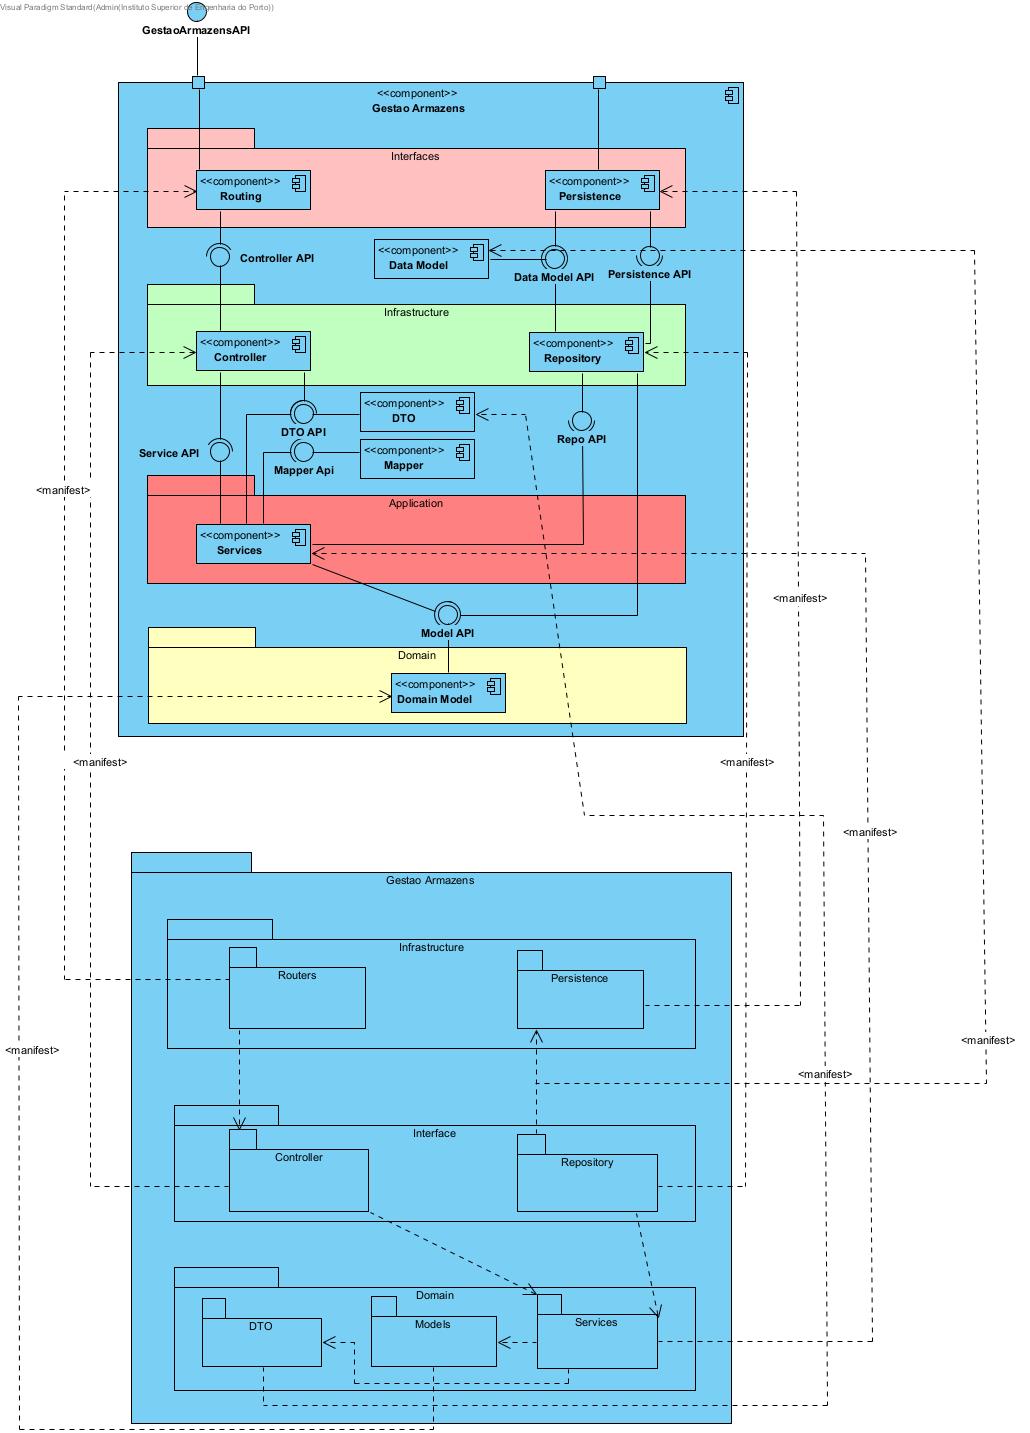 Visual Paradigm Standard(Admin(Instituto Superior de Engenharia do Porto))
GestaoArmazensAPI
<<component>>
Gestao Armazens
Interfaces
<<component>>
Routing
<<component>>
Persistence
Controller API
<<component>>
Data Model
Data Model API
Persistence API
Infrastructure
<<component>>
Controller
<<component>>
Repository
<<component>>
DTO
DTO API
Repo API
Service API
<<component>>
Mapper
Mapper Api
<manifest>
Application
<<component>>
Services
<manifest>
Model API
Domain
<<component>>
Domain Model
<manifest>
<manifest>
<manifest>
Gestao Armazens
Infrastructure
Routers
Persistence
<manifest>
<manifest>
<manifest>
Interface
Controller
Repository
Domain
DTO
Models
Services